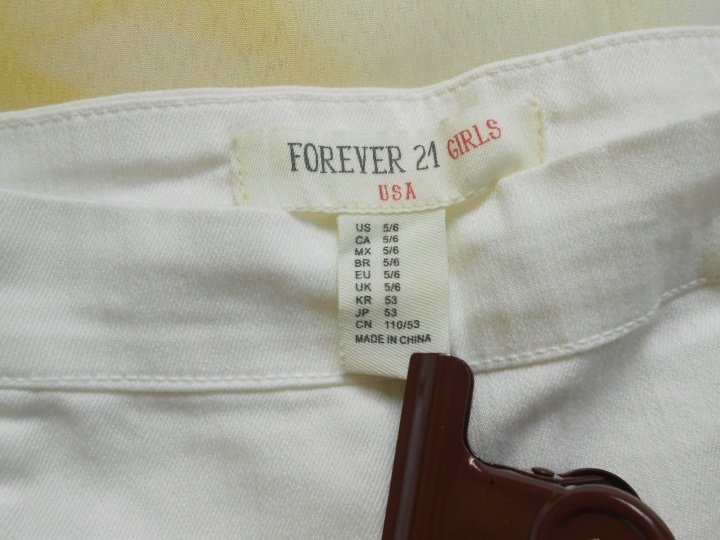 FOREVER 21 GIRLS
USA
US 5/6
CA 5/6
MX 5/6
BR 5/6
EU 5/6
UK 5/6
KR 53
JP 53
CN 110/53
MADE IN CHINA